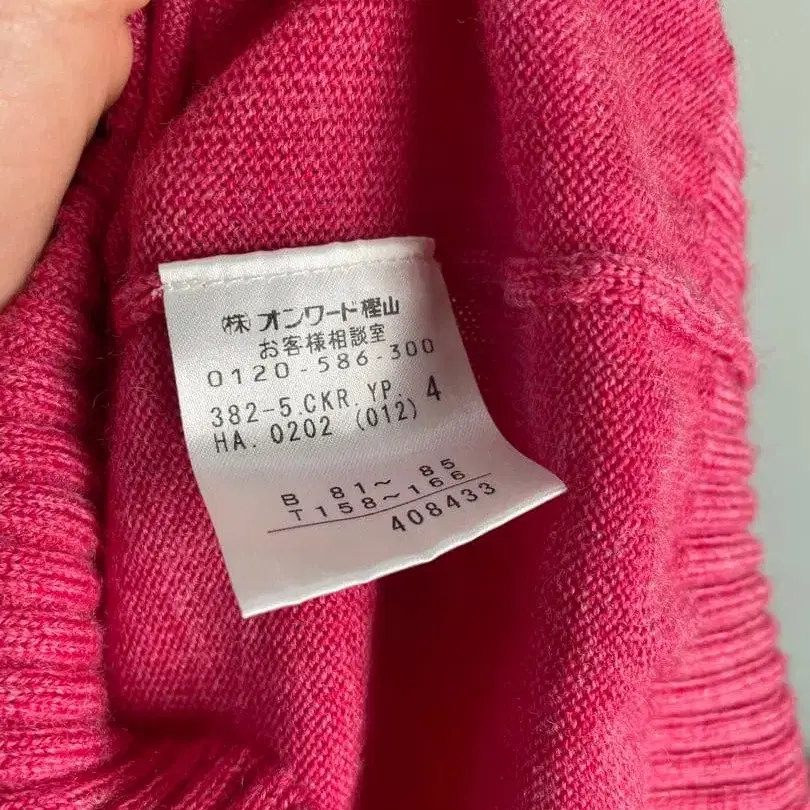 (株)オンワード樫山
お客様相談室
0120-586-300
382-5.CKR.YP. 4
HA. 0202 (012)
B 81～ 85
T158～166
408433